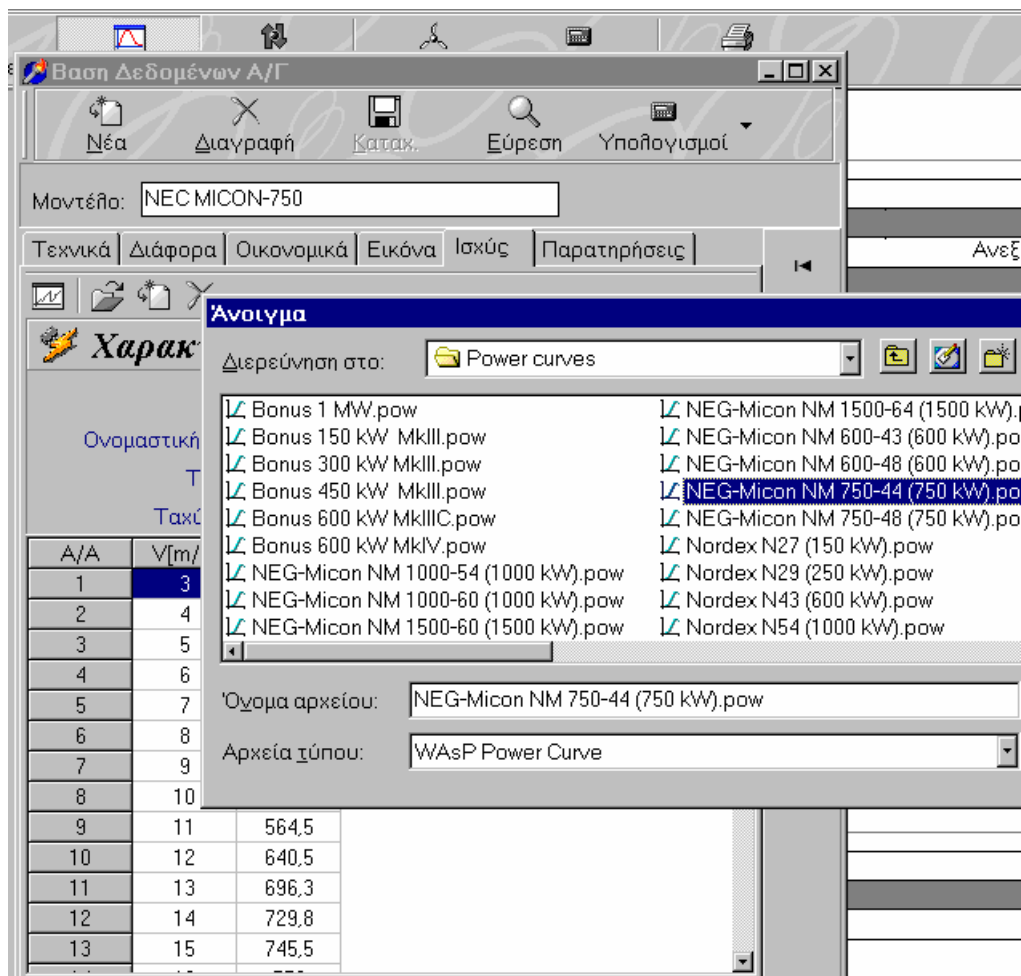 Βαση Δεδομένων Α/Γ
Νέα Διαγραφή Καταχ. Εύρεση Υπολογισμοί
Μοντέλο: NEC MICON-750
Τεχνικά Διάφορα Οικονομικά Εικόνα Ισχύς Παρατηρήσεις
Ανεξ
Χαρακ
Ονομαστική
Τ
Ταχύ
Άνοιγμα
Διερεύνηση στο: Power curves
Bonus 1 MW.pow
Bonus 150 kW MkIII.pow
Bonus 300 kW MkIII.pow
Bonus 450 kW MkIII.pow
Bonus 600 kW MkIIIC.pow
Bonus 600 kW MkIV.pow
NEG-Micon NM 1000-54 (1000 kW).pow
NEG-Micon NM 1000-60 (1000 kW).pow
NEG-Micon NM 1500-60 (1500 kW).pow
NEG-Micon NM 1500-64 (1500 kW).p
NEG-Micon NM 600-43 (600 kW).po
NEG-Micon NM 600-48 (600 kW).po
NEG-Micon NM 750-44 (750 kW).po
NEG-Micon NM 750-48 (750 kW).po
Nordex N27 (150 kW).pow
Nordex N29 (250 kW).pow
Nordex N43 (600 kW).pow
Nordex N54 (1000 kW).pow
Όνομα αρχείου: NEG-Micon NM 750-44 (750 kW).pow
Αρχεία τύπου: WAsP Power Curve
Α/Α V[m/
1 3
2 4
3 5
4 6
5 7
6 8
7 9
8 10
9 11 564,5
10 12 640,5
11 13 696,3
12 14 729,8
13 15 745,5